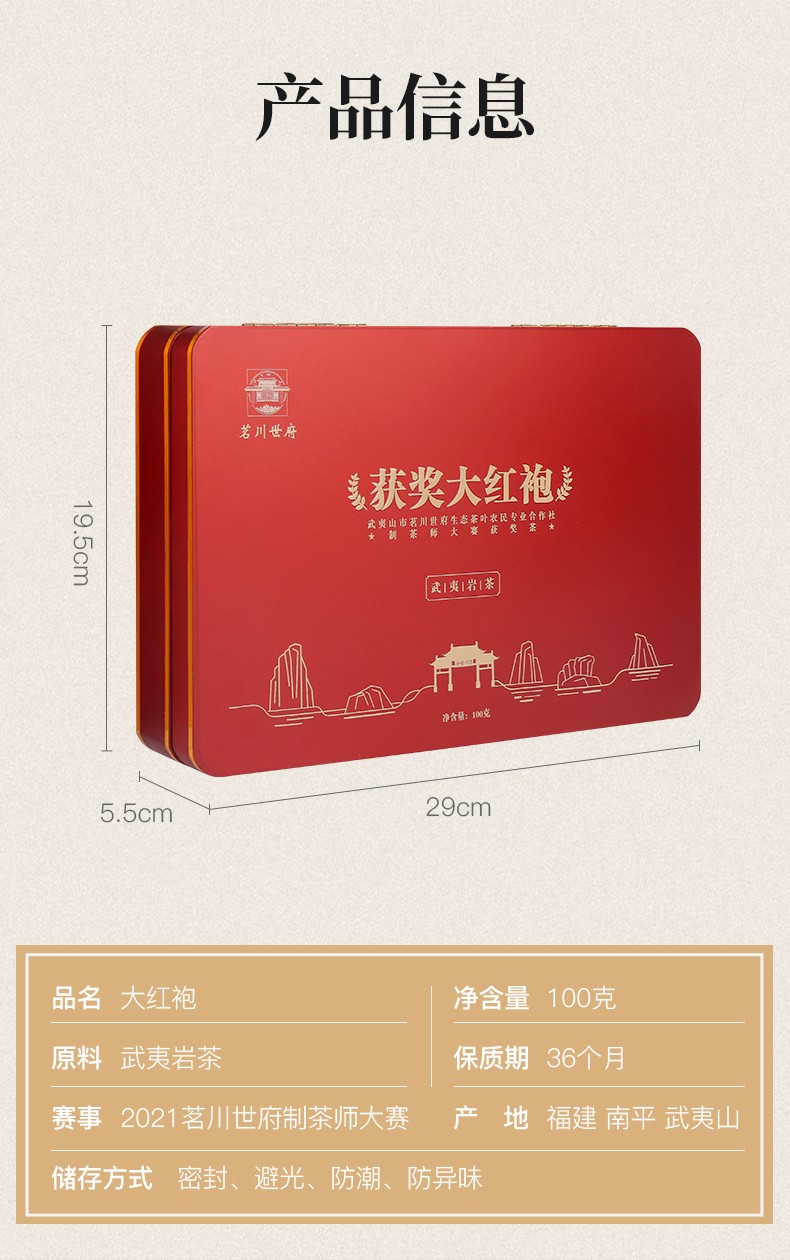 产品信息
茗川世府
获奖大红袍
武夷山市茗川世府生态茶叶农民专业合作社
★ 制茶师大赛获奖茶 ★
武|夷|岩|茶
净含量：100克
19.5cm
5.5cm
29cm
品名 大红袍
净含量 100克
原料 武夷岩茶
保质期 36个月
赛事 2021茗川世府制茶师大赛
产 地 福建 南平 武夷山
储存方式 密封、避光、防潮、防异味